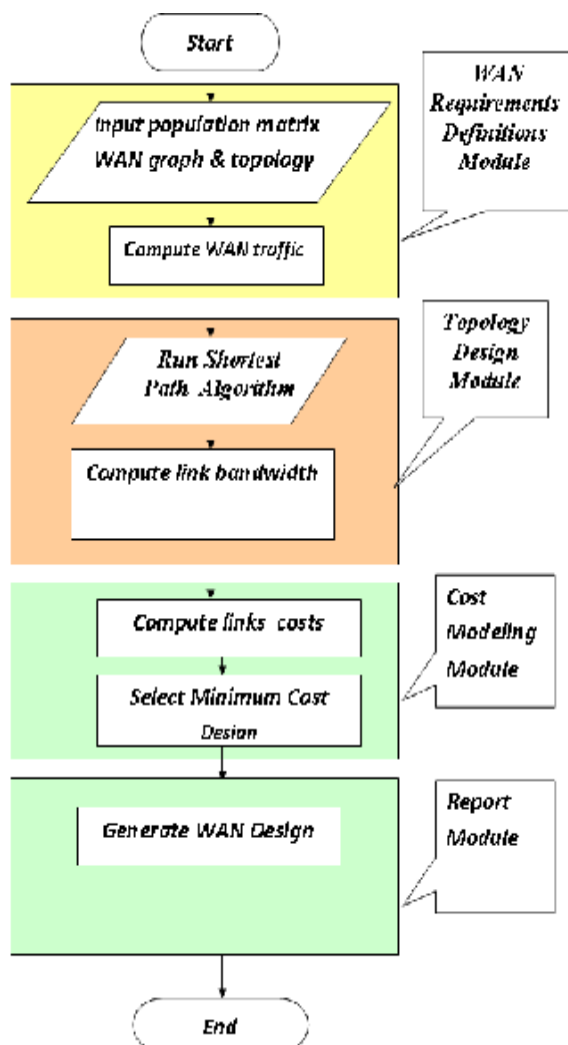 Start
WAN
Requirements
Definitions
Module
Input population matrix
WAN graph & topology
Compute WAN traffic
Topology
Design
Module
Run Shortest
Path Algorithm
Compute link bandwidth
Cost
Modeling
Module
Compute links costs
Select Minimum Cost
Design
Report
Module
Generate WAN Design
End